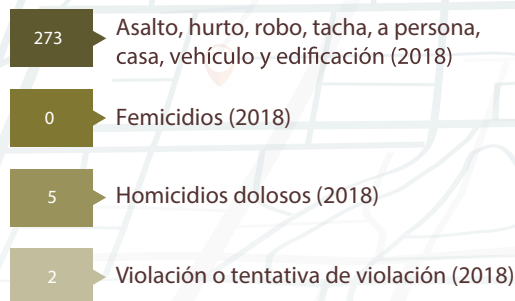 273
Asalto, hurto, robo, tacha, a persona,
casa, vehículo y edificación (2018)
0
Femicidios (2018)
5
Homicidios dolosos (2018)
2
Violación o tentativa de violación (2018)